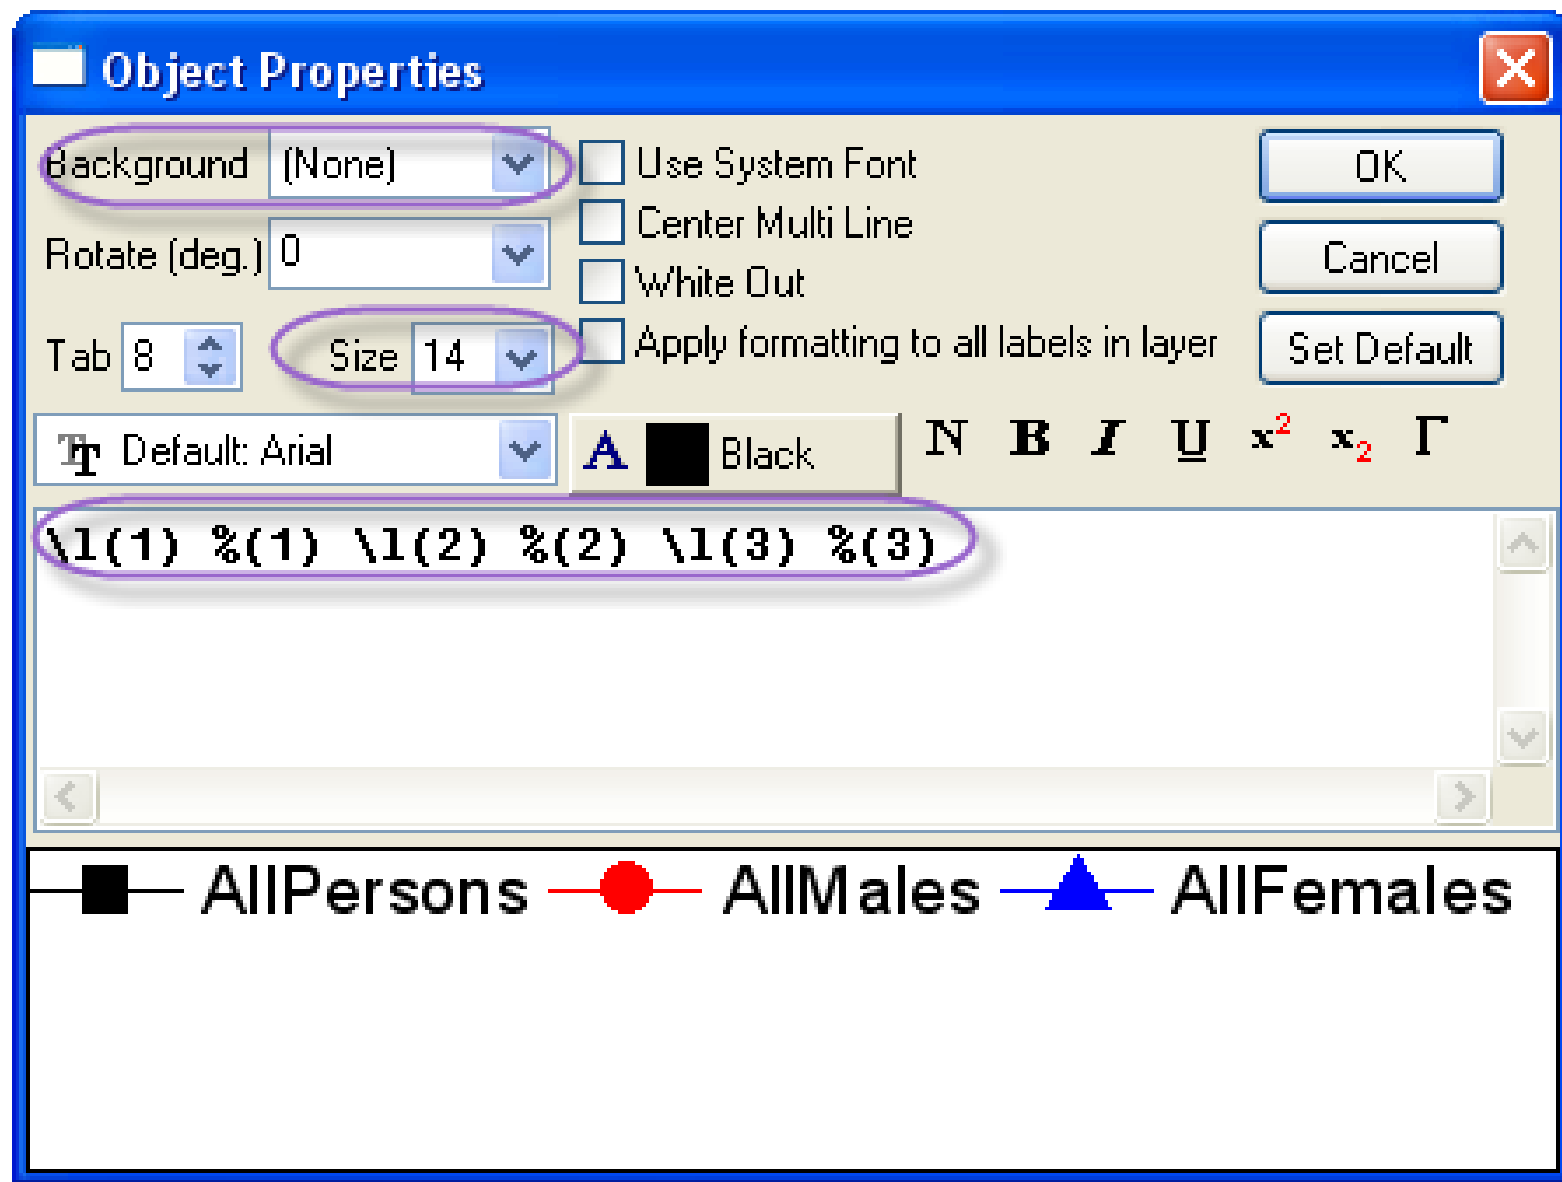 Object Properties
Background (None)
Use System Font
OK
Center Multi Line
Rotate (deg.) 0
Cancel
White Out
Tab 8 Size 14
Apply formatting to all labels in layer
Set Default
Default: Arial
A Black
N B I U x2 x2 Γ
\l(1) %(1) \l(2) %(2) \l(3) %(3)
AllPersons AllMales AllFemales